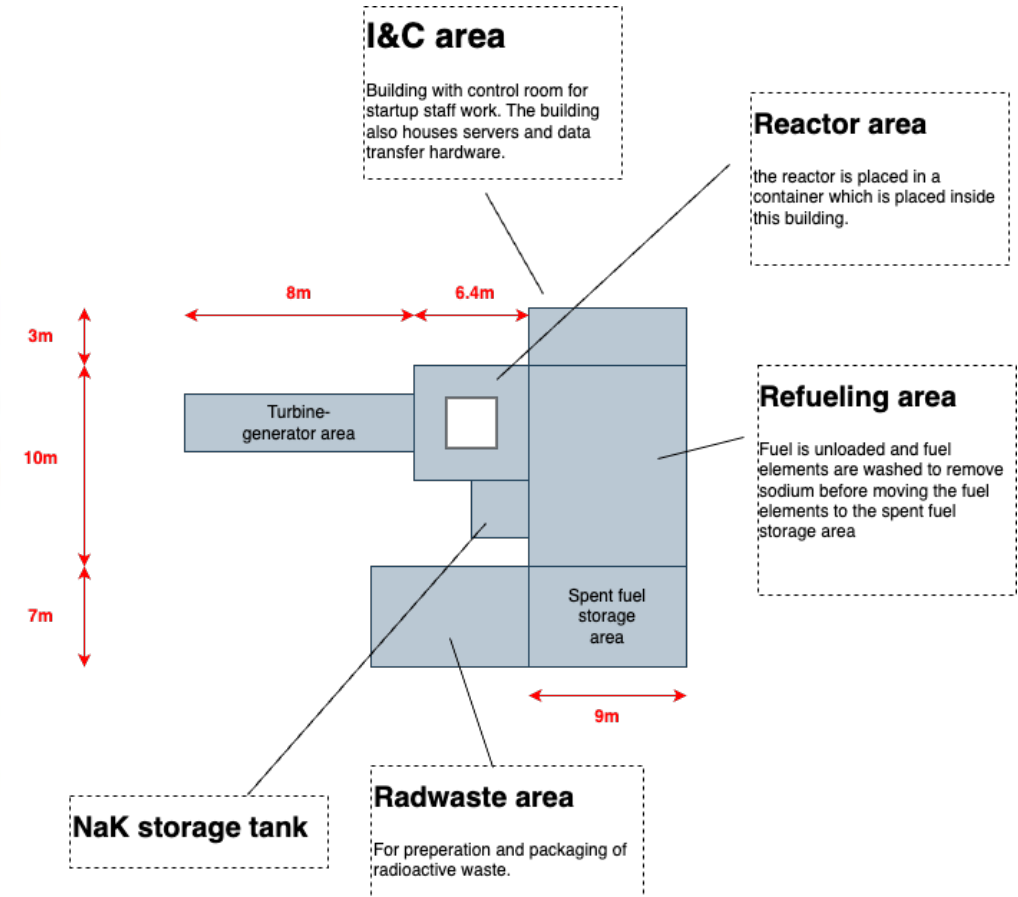 I&C area
Building with control room for
startup staff work. The building
also houses servers and data
transfer hardware.
Reactor area
the reactor is placed in a
container which is placed inside
this building.
8m
6.4m
3m
Turbine-
generator area
10m
Refueling area
Fuel is unloaded and fuel
elements are washed to remove
sodium before moving the fuel
elements to the spent fuel
storage area
7m
Spent fuel
storage
area
9m
NaK storage tank
Radwaste area
For preperation and packaging of
radioactive waste.